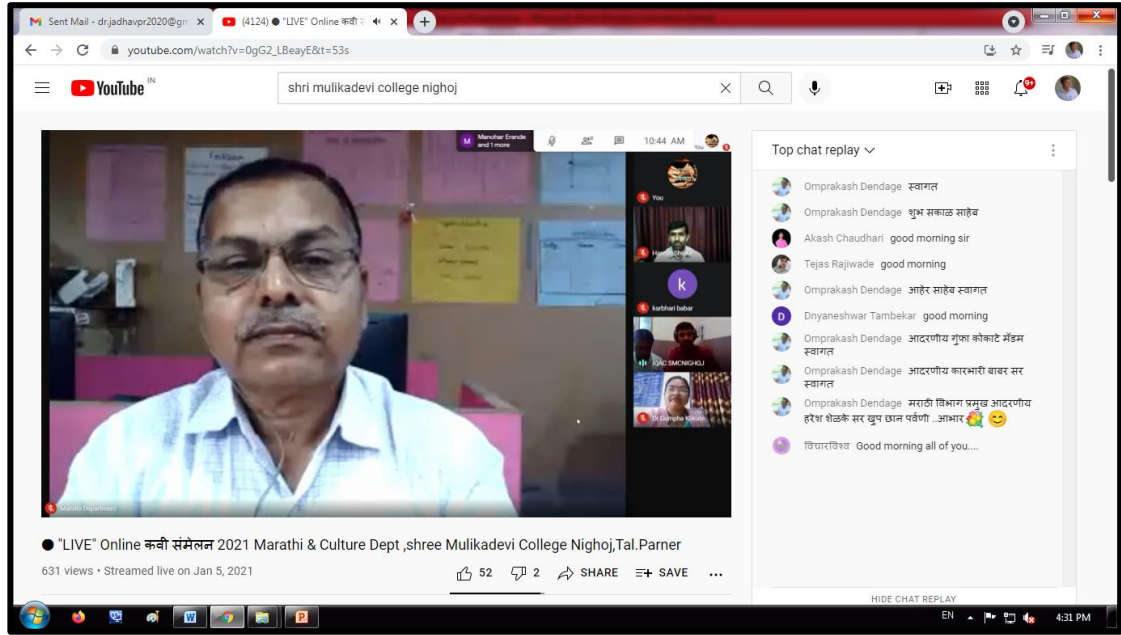 Sent Mail - dr.jadhavpr2020@gm
(4124) ● "LIVE" Online कवी सं
youtube.com/watch?v=0gG2_LBeayE&t=53s
YouTube IN
shri mulikadevi college nighoj
9+
Manohar Erande
and 1 more
10:44 AM
You
You
k
karbhari babar
IQAC SMCNIGHOJ
Dr Gumpha Kokate
Marathi Department
Top chat replay
Omprakash Dendage स्वागत
Omprakash Dendage शुभ सकाळ साहेब
Akash Chaudhari good morning sir
Tejas Rajiwade good morning
Omprakash Dendage आहेर साहेब स्वागत
D Dnyaneshwar Tambekar good morning
Omprakash Dendage आदरणीय गुंफा कोकाटे मॅडम
स्वागत
Omprakash Dendage आदरणीय कारभारी बाबर सर
स्वागत
Omprakash Dendage मराठी विभाग प्रमुख आदरणीय
हरेश शेळके सर खुप छान पर्वणी ..आभार
विचारविश्व Good morning all of you....
HIDE CHAT REPLAY
● "LIVE" Online कवी संमेलन 2021 Marathi & Culture Dept ,shree Mulikadevi College Nighoj,Tal.Parner
631 views • Streamed live on Jan 5, 2021
52 2 SHARE SAVE
EN 4:31 PM